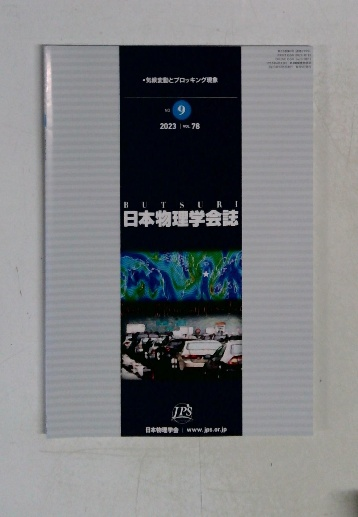 •気候変動とブロッキング現象
NO 9
2023 | VOL. 78
BUTSURI
日本物理学会誌
JPS
日本物理学会 | www.jps.or.jp